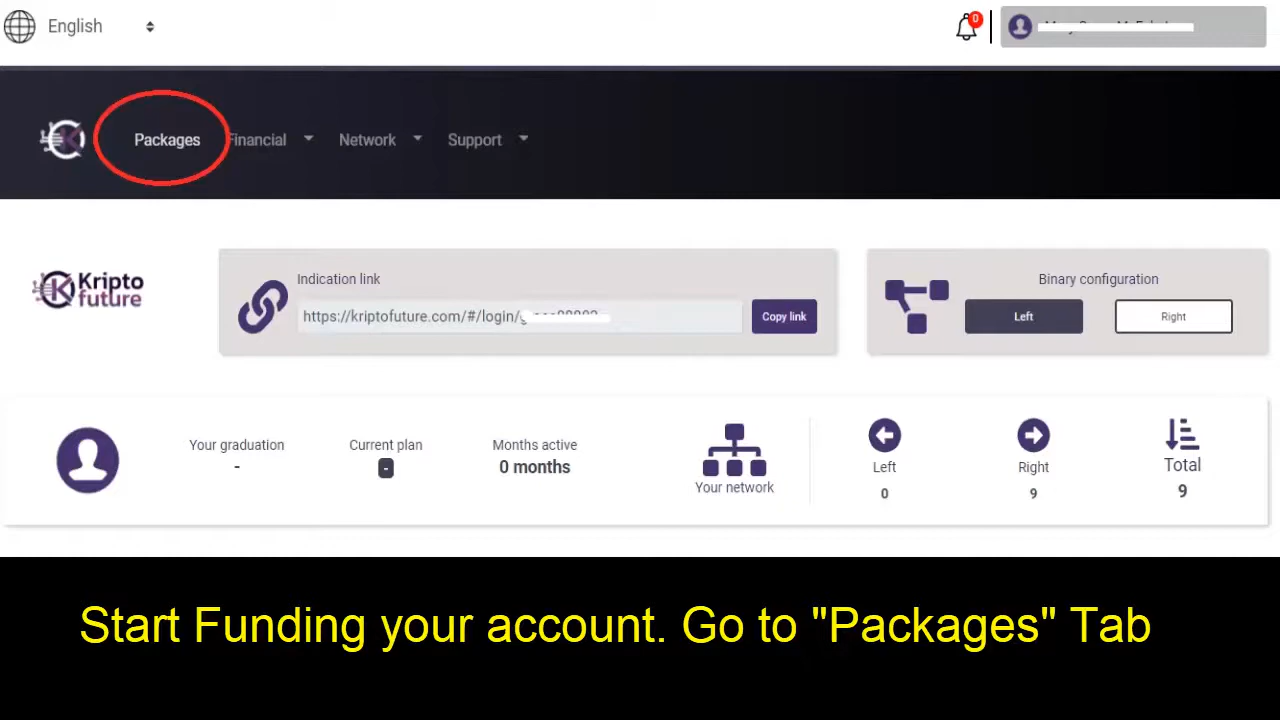 English
0
Packages Financial Network Support
Kripto
future
Indication link
https://kriptofuture.com/#/login/
Copy link
Binary configuration
Left Right
Your graduation Current plan Months active
- - 0 months
Your network
Left Right Total
0 9 9
Start Funding your account. Go to "Packages" Tab